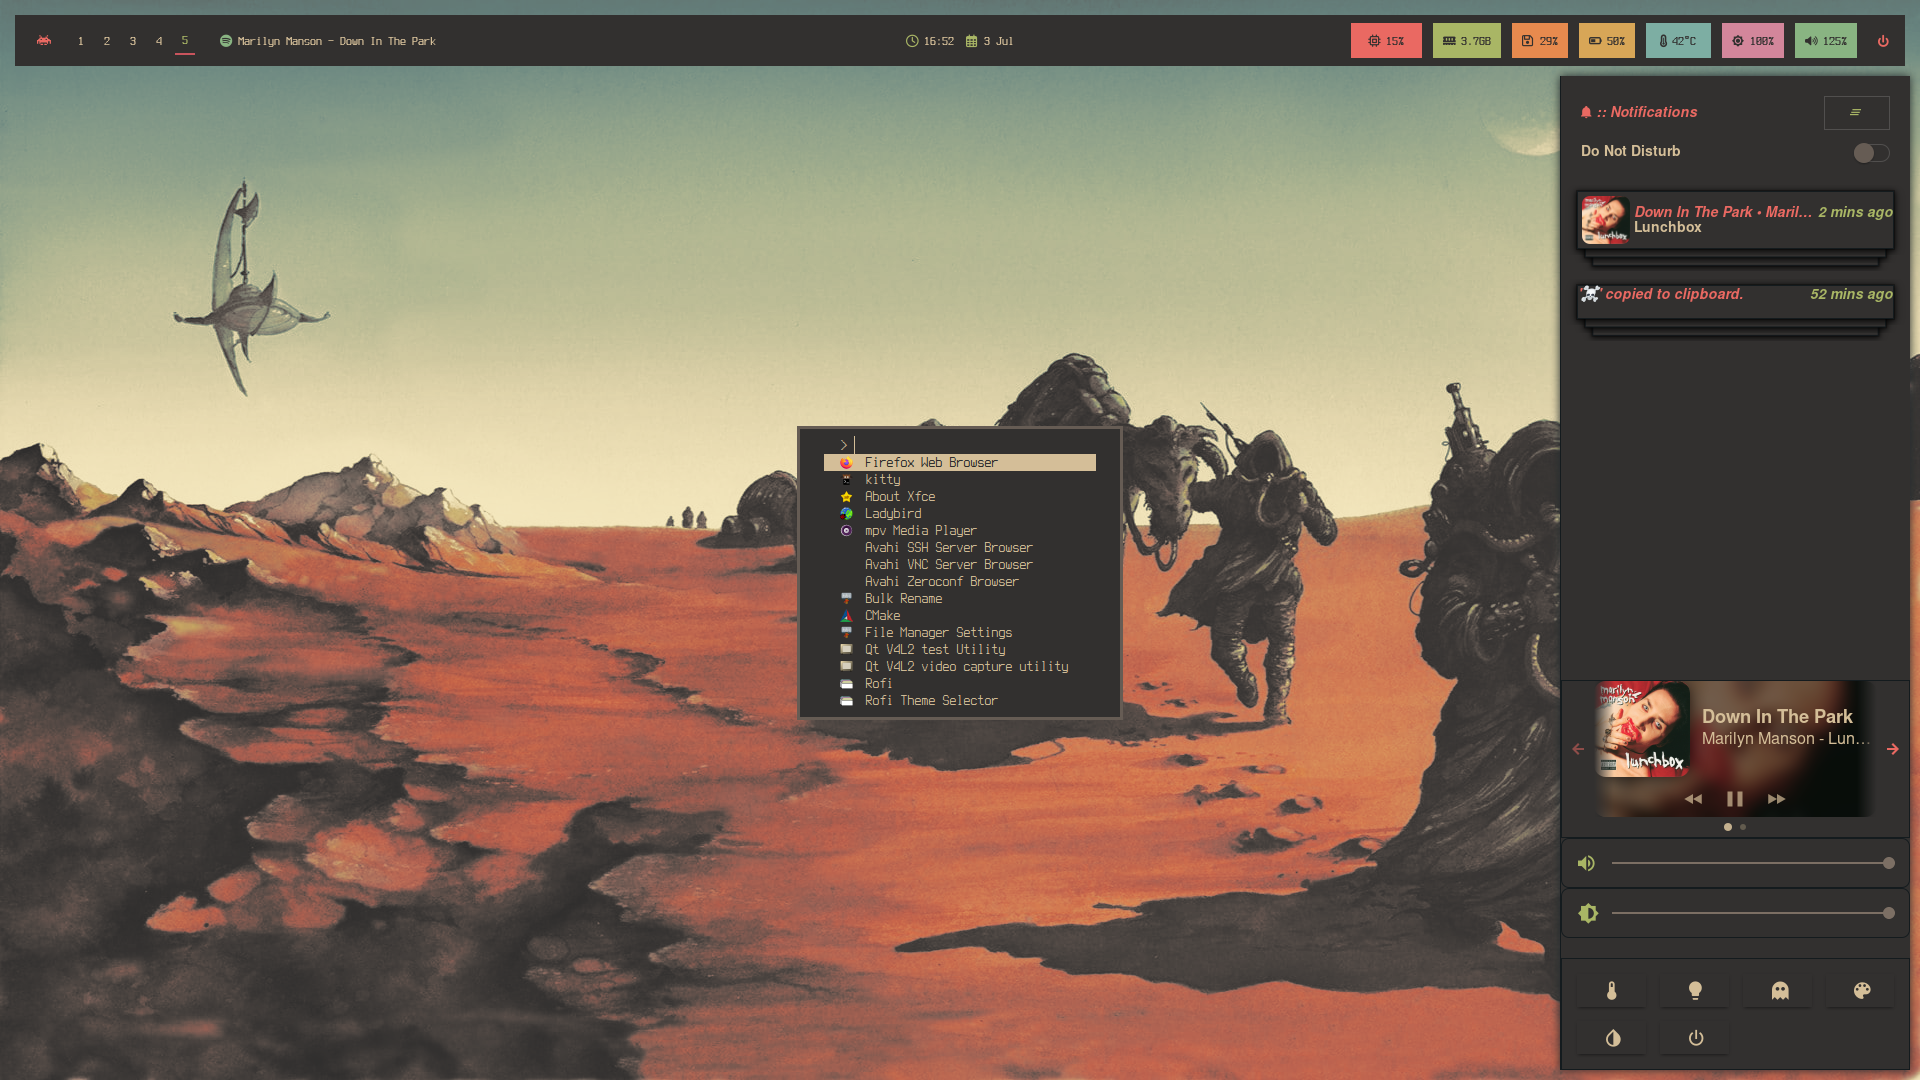 1 2 3 4 5 Marilyn Manson - Down In The Park 16:52 3 Jul 15% 3.7GB 29% 50% 42°C 100% 125%
:: Notifications
Do Not Disturb
Down In The Park • Maril... 2 mins ago
Lunchbox
'☠' copied to clipboard. 52 mins ago
>
Firefox Web Browser
kitty
About Xfce
Ladybird
mpv Media Player
Avahi SSH Server Browser
Avahi VNC Server Browser
Avahi Zeroconf Browser
Bulk Rename
CMake
File Manager Settings
Qt V4L2 test Utility
Qt V4L2 video capture utility
Rofi
Rofi Theme Selector
marilyn
manson
lunchbox
Down In The Park
Marilyn Manson - Lun...